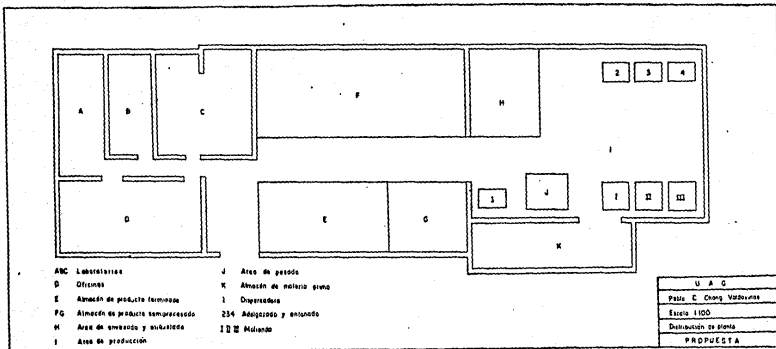 2 3 4
A B C F H
I
1 J I II III
D E G
K
ABC Laboratorios
D Oficinas
E Almacén de producto terminado
FG Almacén de producto semiprocesado
H Area de envasado y etiquetado
I Area de producción
J Area de pesado
K Almacén de materia prima
1 Dispersadora
234 Adelgazado y entonado
I II III Moliendo
U A G
Pablo C. Chong Valdovinos
Escala 1:100
Distribución de planta
PROPUESTA